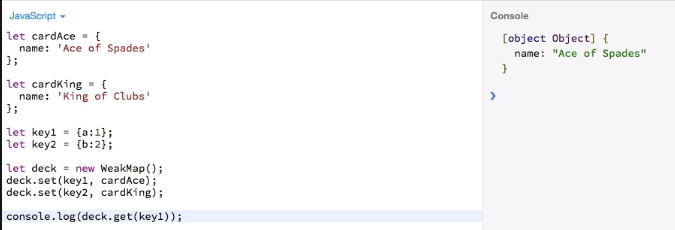 JavaScript
let cardAce = {
  name: 'Ace of Spades'
};
let cardKing = {
  name: 'King of Clubs'
};
let key1 = {a:1};
let key2 = {b:2};
let deck = new WeakMap();
deck.set(key1, cardAce);
deck.set(key2, cardKing);
console.log(deck.get(key1));
Console
[object Object] {
  name: "Ace of Spades"
}
❯